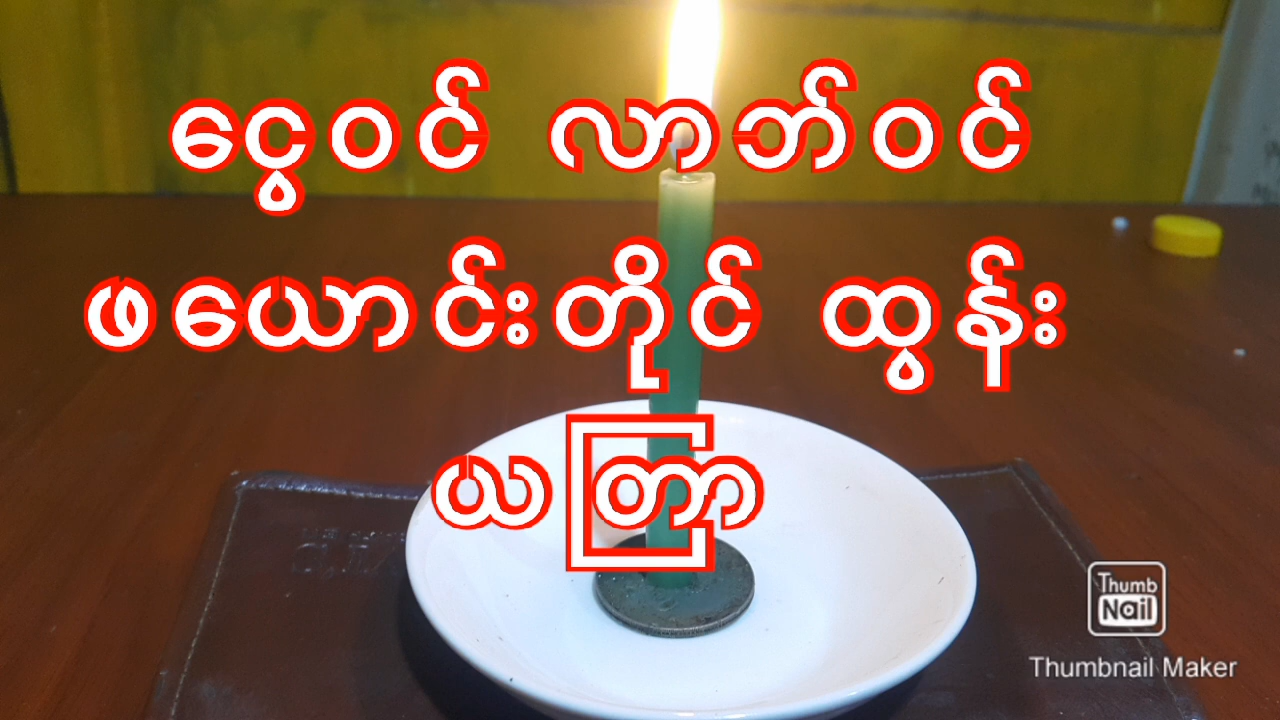 ငွေဝင် လာဘ်ဝင်
ဖယောင်းတိုင် ထွန်း
ယတြာ
Thumb
Nail
Thumbnail Maker